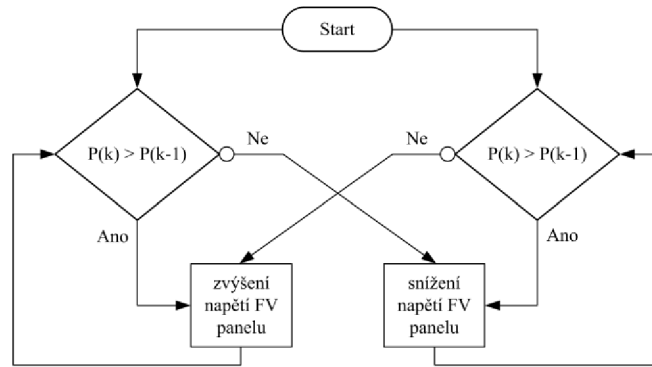 Start
P(k) > P(k-1)
Ne
Ne
P(k) > P(k-1)
Ano
Ano
zvýšení
napětí FV
panelu
snížení
napětí FV
panelu